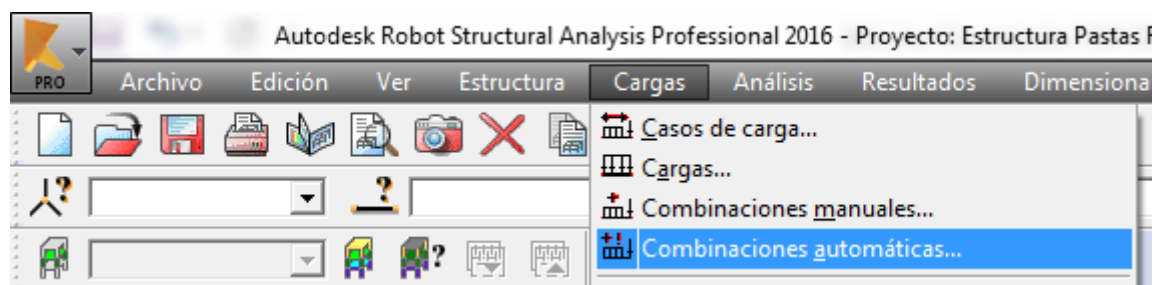 Autodesk Robot Structural Analysis Professional 2016 - Proyecto: Estructura Pastas
PRO Archivo Edición Ver Estructura Cargas Análisis Resultados Dimensiona
Casos de carga...
Cargas...
? ? Combinaciones manuales...
? Combinaciones automáticas...